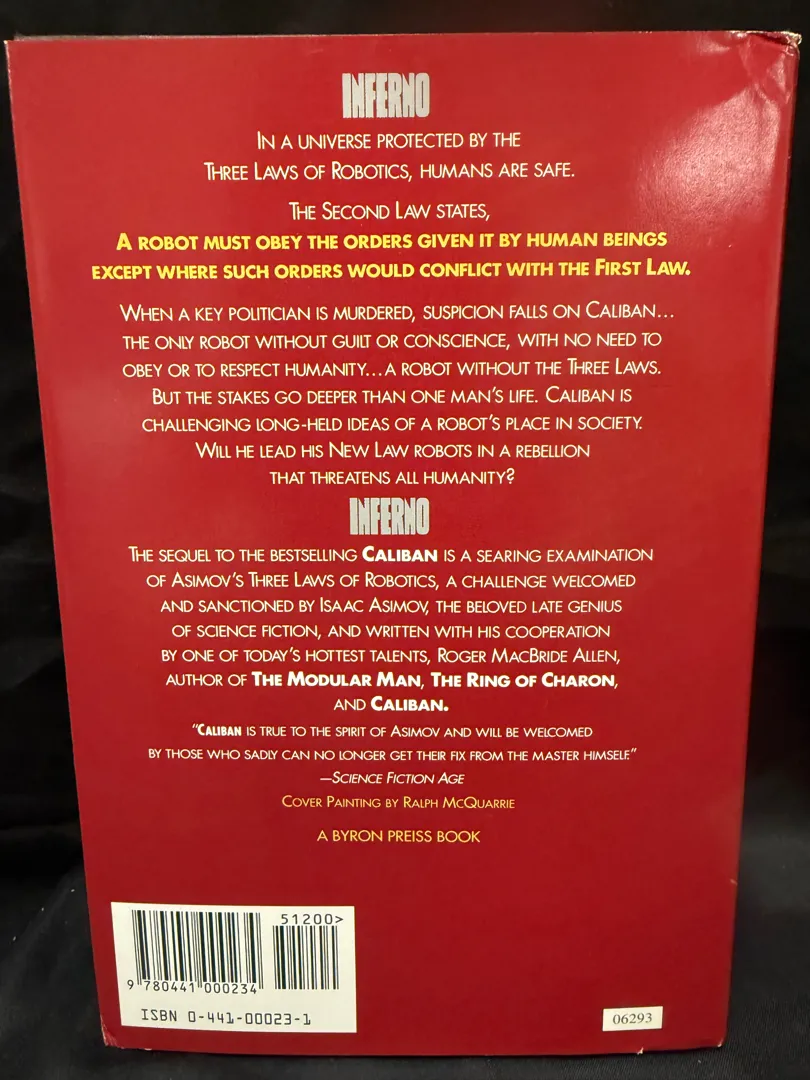 INFERNO
IN A UNIVERSE PROTECTED BY THE
THREE LAWS OF ROBOTICS, HUMANS ARE SAFE.
THE SECOND LAW STATES,
A ROBOT MUST OBEY THE ORDERS GIVEN IT BY HUMAN BEINGS
EXCEPT WHERE SUCH ORDERS WOULD CONFLICT WITH THE FIRST LAW.
WHEN A KEY POLITICIAN IS MURDERED, SUSPICION FALLS ON CALIBAN...
THE ONLY ROBOT WITHOUT GUILT OR CONSCIENCE, WITH NO NEED TO
OBEY OR TO RESPECT HUMANITY...A ROBOT WITHOUT THE THREE LAWS.
BUT THE STAKES GO DEEPER THAN ONE MAN'S LIFE. CALIBAN IS
CHALLENGING LONG-HELD IDEAS OF A ROBOT'S PLACE IN SOCIETY.
WILL HE LEAD HIS NEW LAW ROBOTS IN A REBELLION
THAT THREATENS ALL HUMANITY?
INFERNO
THE SEQUEL TO THE BESTSELLING CALIBAN IS A SEARING EXAMINATION
OF ASIMOV'S THREE LAWS OF ROBOTICS, A CHALLENGE WELCOMED
AND SANCTIONED BY ISAAC ASIMOV, THE BELOVED LATE GENIUS
OF SCIENCE FICTION, AND WRITTEN WITH HIS COOPERATION
BY ONE OF TODAY'S HOTTEST TALENTS, ROGER MACBRIDE ALLEN,
AUTHOR OF THE MODULAR MAN, THE RING OF CHARON,
AND CALIBAN.
"CALIBAN IS TRUE TO THE SPIRIT OF ASIMOV AND WILL BE WELCOMED
BY THOSE WHO SADLY CAN NO LONGER GET THEIR FIX FROM THE MASTER HIMSELF."
—SCIENCE FICTION AGE
COVER PAINTING BY RALPH MCQUARRIE
A BYRON PREISS BOOK
51200>
9 780441 000234
ISBN 0-441-00023-1
06293